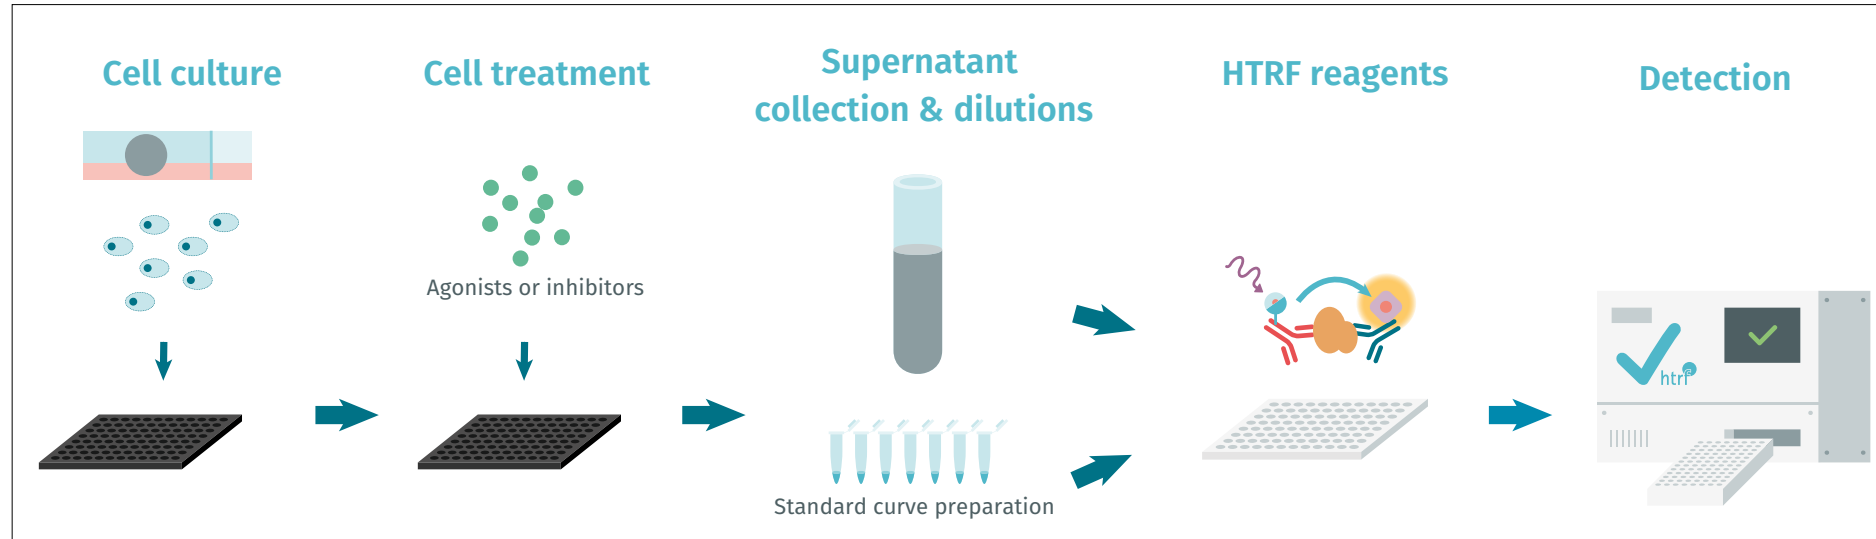 Cell culture
Cell treatment
Supernatant
collection & dilutions
HTRF reagents
Detection
Agonists or inhibitors
Standard curve preparation
htrf